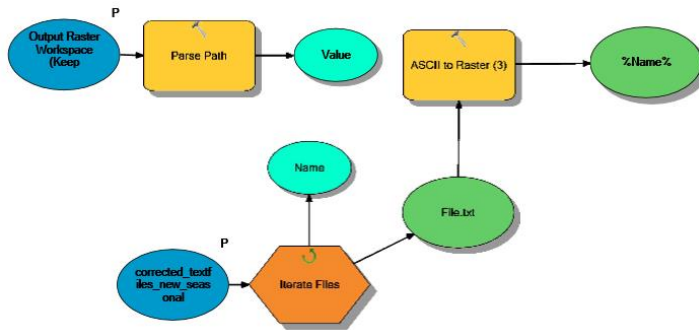 P
Output Raster
Workspace
(Keep
Parse Path
Value
ASCII to Raster (3)
%Name%
Name
File.txt
P
corrected_textf
iles_new_seas
onal
Iterate Files